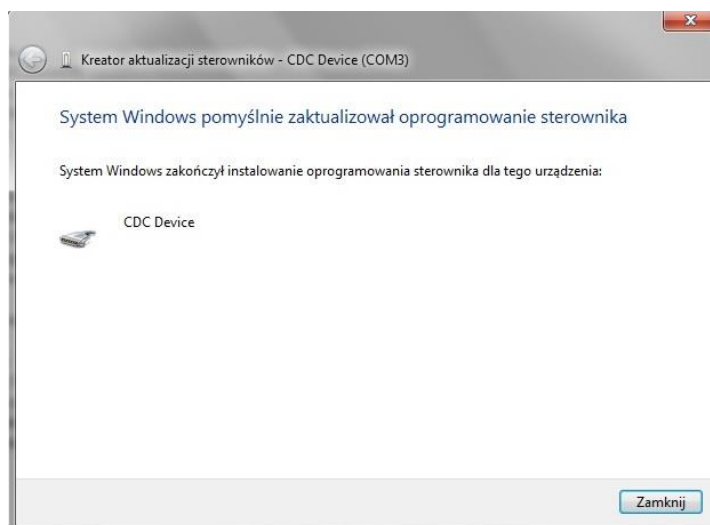 Kreator aktualizacji sterowników - CDC Device (COM3)
System Windows pomyślnie zaktualizował oprogramowanie sterownika
System Windows zakończył instalowanie oprogramowania sterownika dla tego urządzenia:
CDC Device
Zamknij